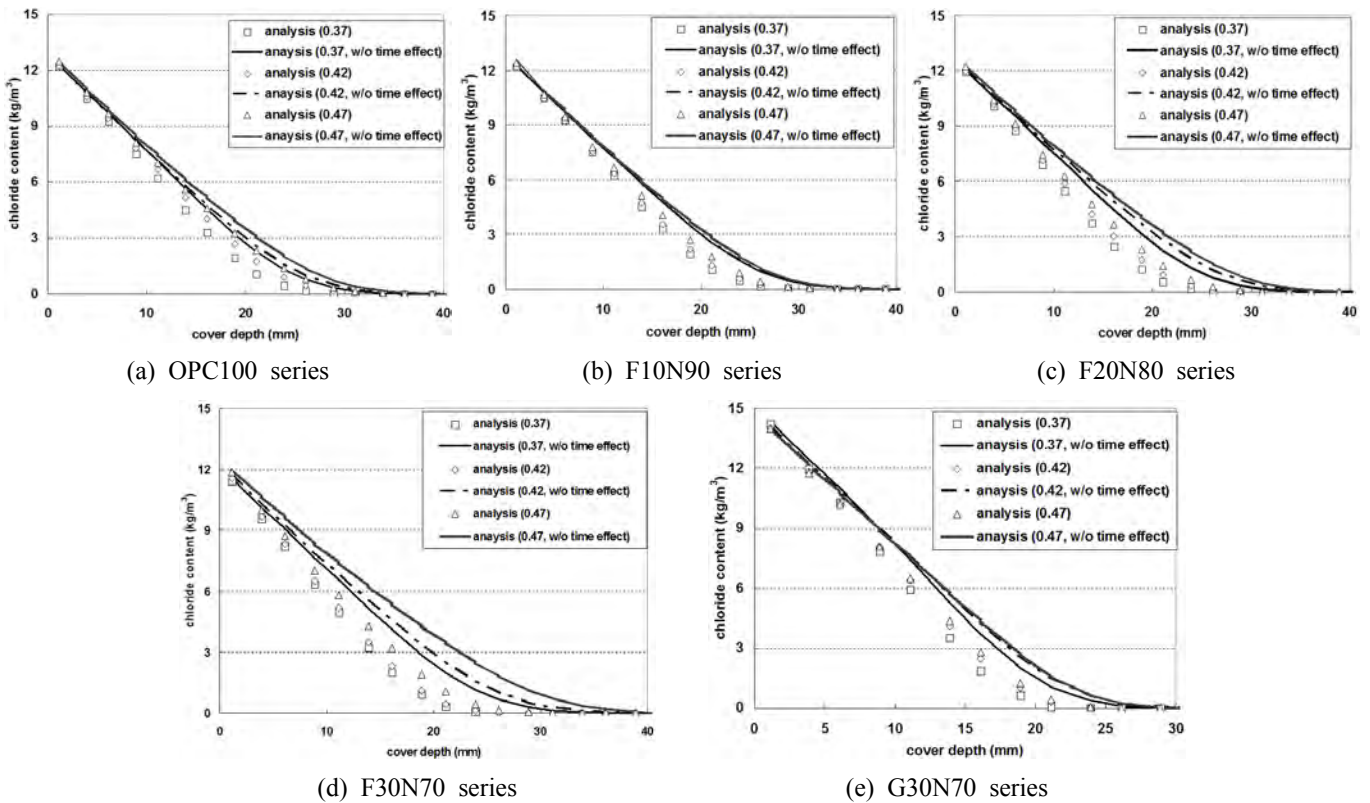 15
12
9
6
3
0
chloride content (kg/m³)
analysis (0.37)
anaysis (0.37, w/o time effect)
analysis (0.42)
anaysis (0.42, w/o time effect)
analysis (0.47)
anaysis (0.47, w/o time effect)
0 10 20 30 40
cover depth (mm)
(a) OPC100 series
15
12
9
6
3
0
chloride content (kg/m³)
analysis (0.37)
anaysis (0.37, w/o time effect)
analysis (0.42)
anaysis (0.42, w/o time effect)
analysis (0.47)
anaysis (0.47, w/o time effect)
0 10 20 30 40
cover depth (mm)
(b) F10N90 series
15
12
9
6
3
0
chloride content (kg/m³)
analysis (0.37)
anaysis (0.37, w/o time effect)
analysis (0.42)
anaysis (0.42, w/o time effect)
analysis (0.47)
anaysis (0.47, w/o time effect)
0 10 20 30 40
cover depth (mm)
(c) F20N80 series
15
12
9
6
3
0
chloride content (kg/m³)
analysis (0.37)
anaysis (0.37, w/o time effect)
analysis (0.42)
anaysis (0.42, w/o time effect)
analysis (0.47)
anaysis (0.47, w/o time effect)
0 10 20 30 40
cover depth (mm)
(d) F30N70 series
15
12
9
6
3
0
chloride content (kg/m³)
analysis (0.37)
anaysis (0.37, w/o time effect)
analysis (0.42)
anaysis (0.42, w/o time effect)
analysis (0.47)
anaysis (0.47, w/o time effect)
0 5 10 15 20 25 30
cover depth (mm)
(e) G30N70 series